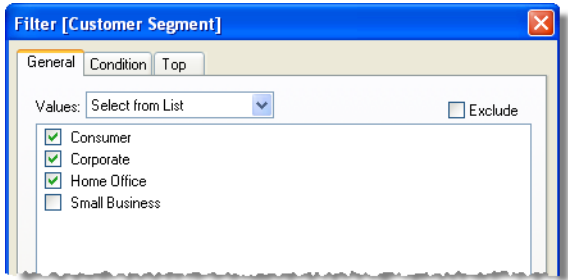 Filter [Customer Segment]
General Condition Top
Values: Select from List Exclude
Consumer
Corporate
Home Office
Small Business